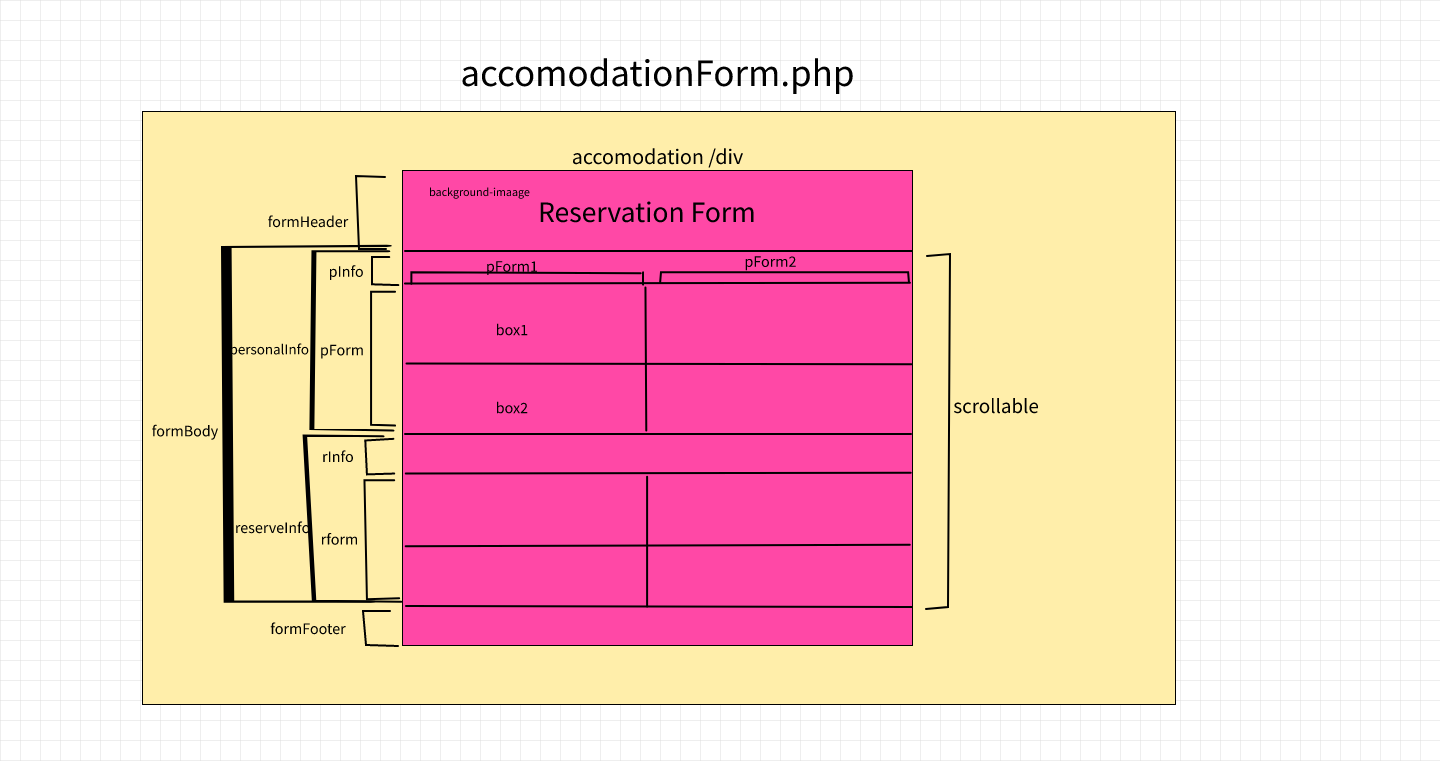 accomodationForm.php
accomodation /div
background-imaage
Reservation Form
formHeader
pForm1
pForm2
pInfo
box1
personalInfo
pForm
box2
scrollable
formBody
rInfo
reserveInfo
rform
formFooter